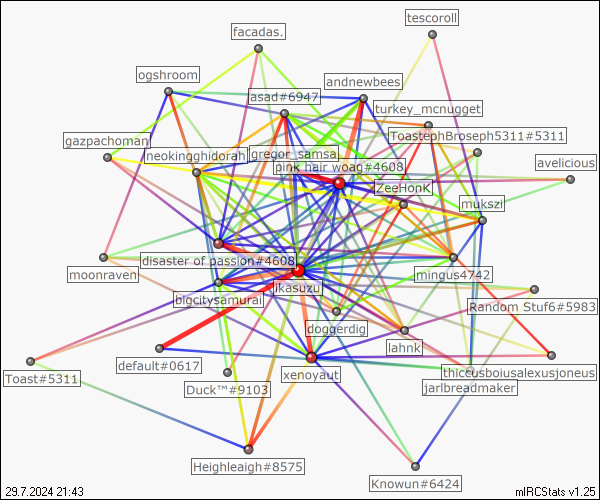 tescoroll
facadas.
ogshroom
andnewbees
asad#6947
turkey_mcnugget
ToastephBroseph5311#5311
gazpachoman
neokingghidorah
gregor_samsa
pink hair woag#4608
avelicious
ZeeHonK
mukszi
disaster of passion#4608
moonraven
mingus4742
jkasuzu
bigcitysamurai
Random Stuf6#5983
doggerdig
lahnk
default#0617
xenoyaut
thiccusboiusalexusjoneus
Toast#5311
Duck™#9103
jarlbreadmaker
Heighleaigh#8575
Knowun#6424
29.7.2024 21:43
mIRCStats v1.25